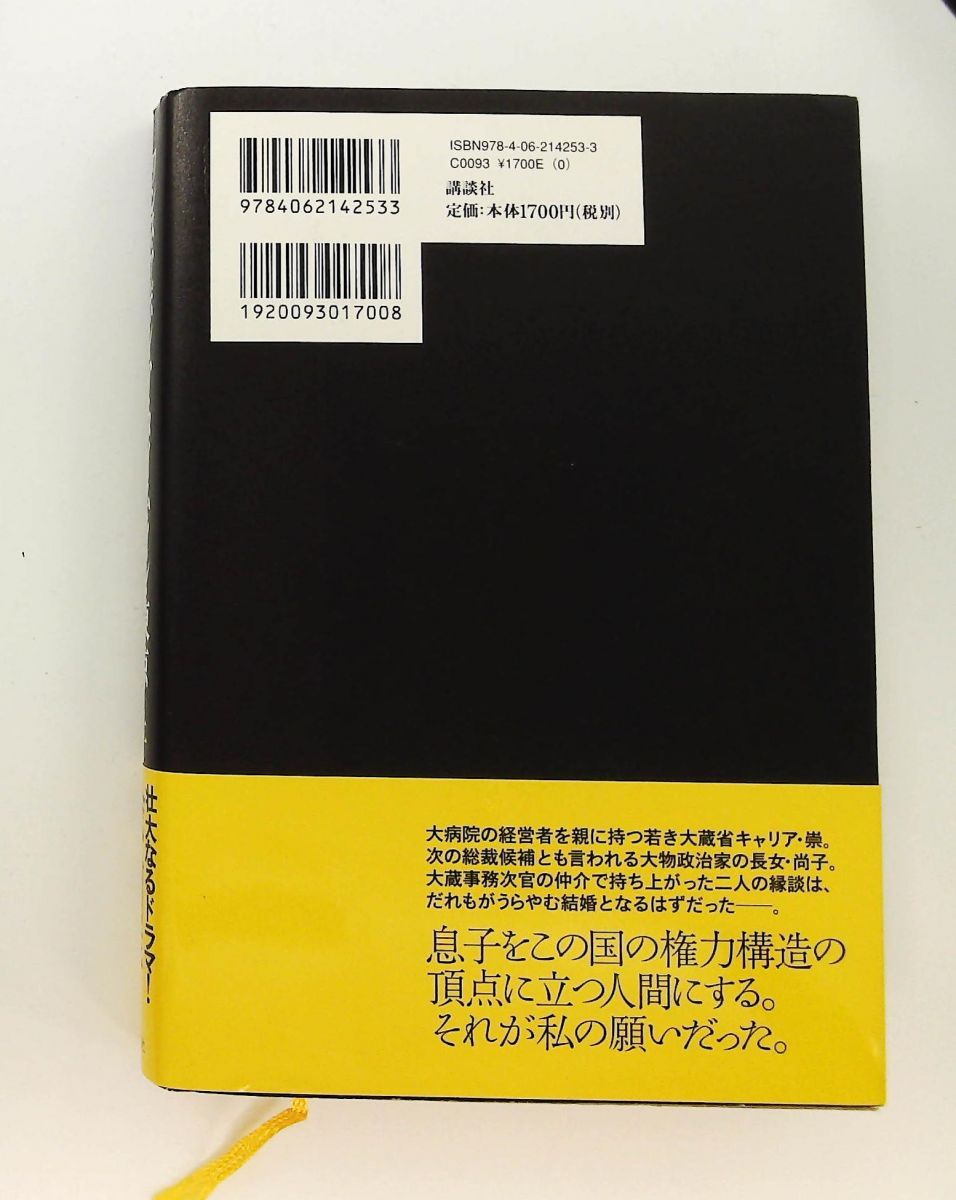 ISBN978-4-06-214253-3
C0093 ¥1700E (0)
講談社
定価：本体1700円(税別)
9784062142533
1920093017008
大病院の経営者を親に持つ若き大蔵省キャリア・崇。
次の総裁候補とも言われる大物政治家の長女・尚子。
大蔵事務次官の仲介で持ち上がった二人の縁談は、
だれもがうらやむ結婚となるはずだった――。
息子をこの国の権力構造の
頂点に立つ人間にする。
それが私の願いだった。
壮大なるドラマ！